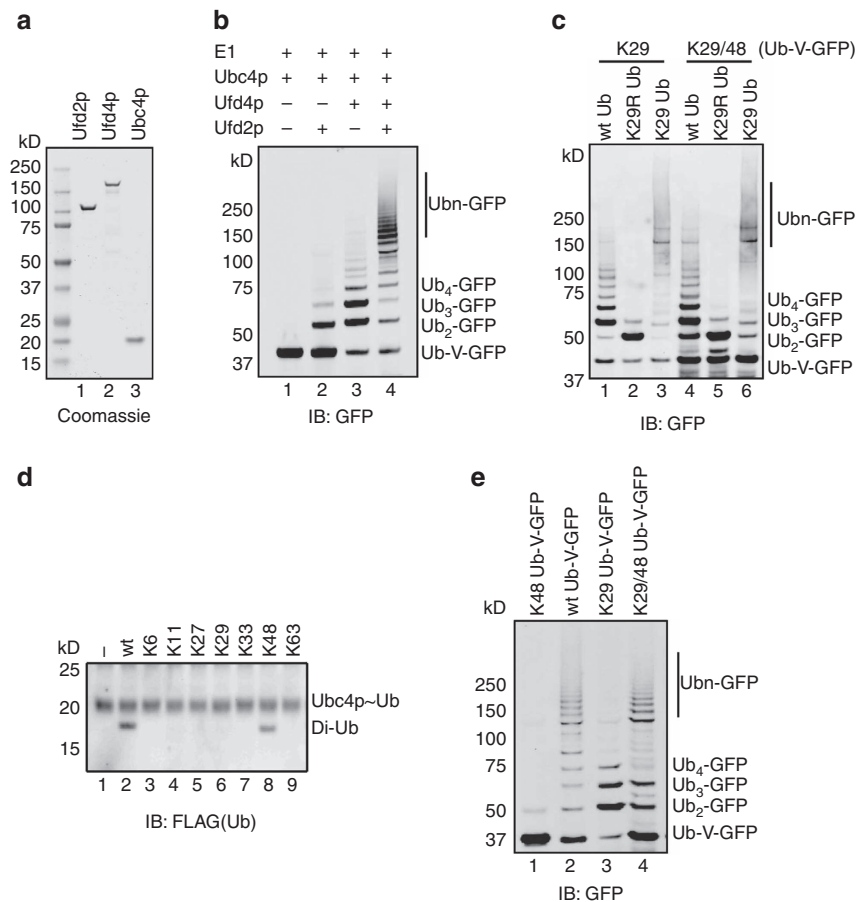 a
kD
Ufd2p
Ufd4p
Ubc4p
250
150
100
75
50
37
25
20
15
1 2 3
Coomassie
b
E1 + + + +
Ubc4p + + + +
Ufd4p – – + +
Ufd2p – + – +
kD
250
150
100
75
50
37
Ubn-GFP
Ub4-GFP
Ub3-GFP
Ub2-GFP
Ub-V-GFP
1 2 3 4
IB: GFP
c
K29 K29/48 (Ub-V-GFP)
wt Ub
K29R Ub
K29 Ub
wt Ub
K29R Ub
K29 Ub
kD
250
150
100
75
50
37
Ubn-GFP
Ub4-GFP
Ub3-GFP
Ub2-GFP
Ub-V-GFP
1 2 3 4 5 6
IB: GFP
d
kD
–
wt
K6
K11
K27
K29
K33
K48
K63
25
20
15
Ubc4p~Ub
Di-Ub
1 2 3 4 5 6 7 8 9
IB: FLAG(Ub)
e
K48 Ub-V-GFP
wt Ub-V-GFP
K29 Ub-V-GFP
K29/48 Ub-V-GFP
kD
250
150
100
75
50
37
Ubn-GFP
Ub4-GFP
Ub3-GFP
Ub2-GFP
Ub-V-GFP
1 2 3 4
IB: GFP